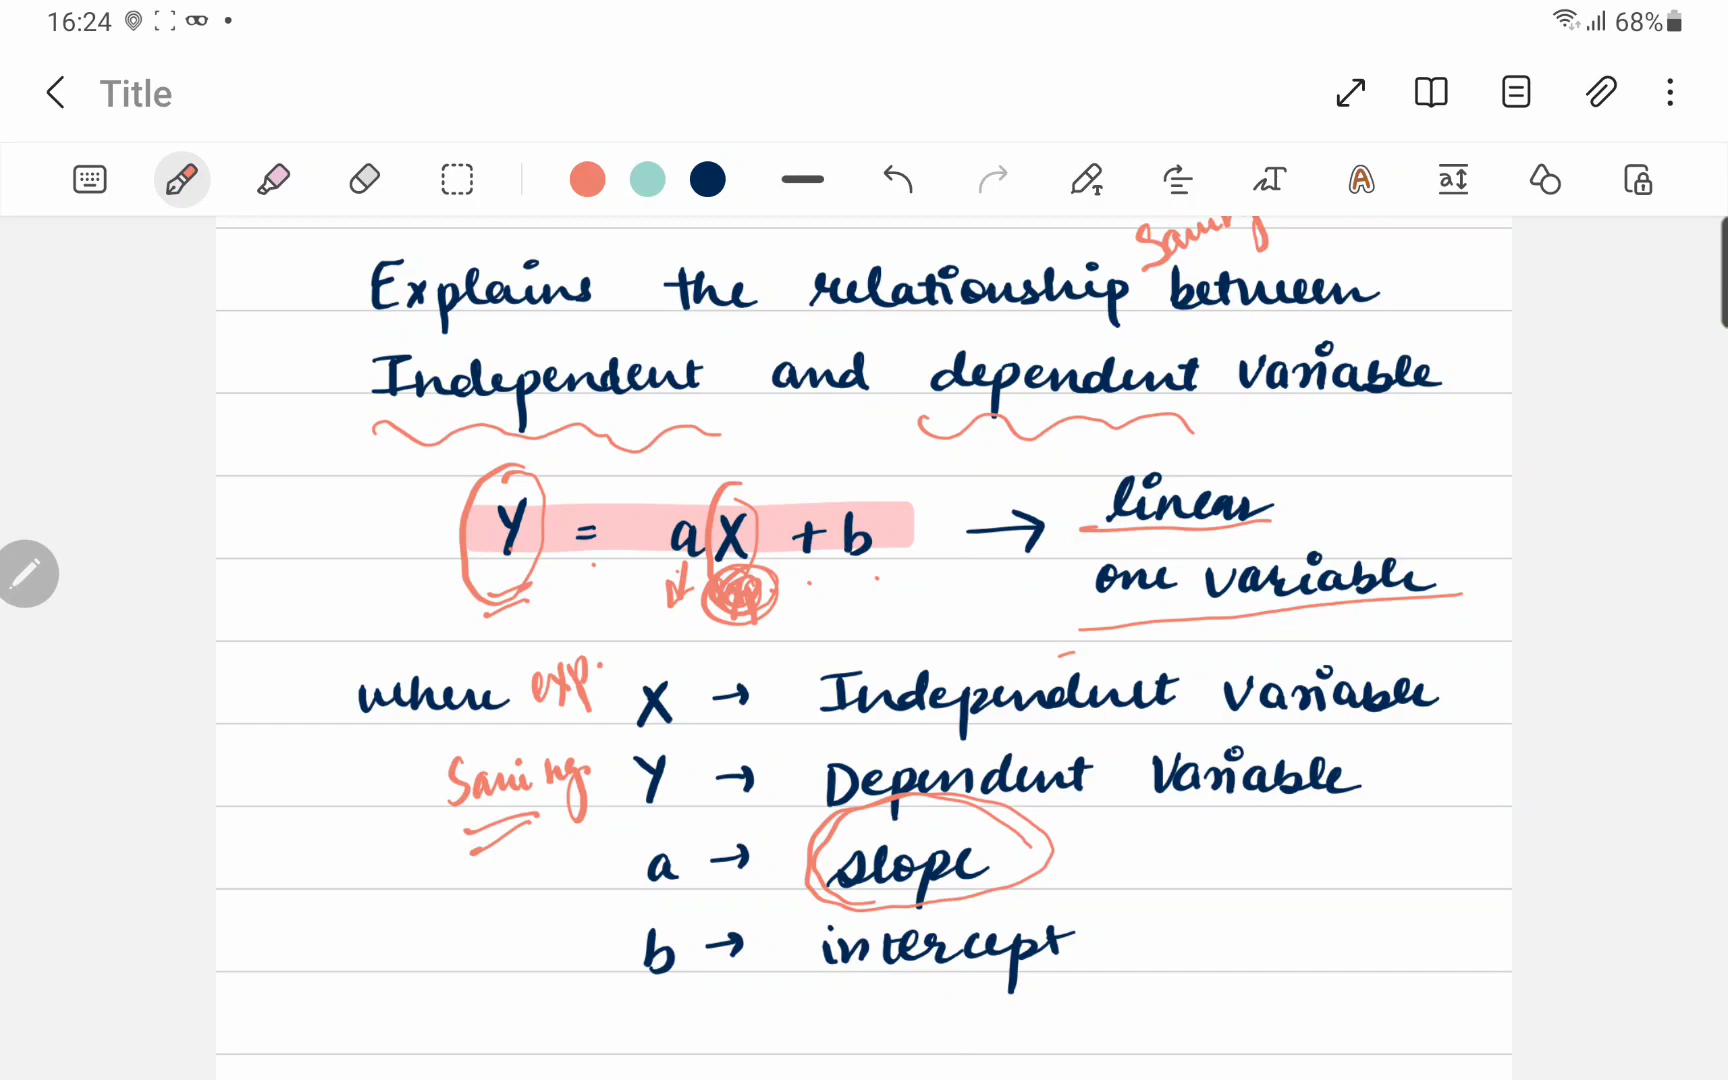 16:24
68%
Title
Saving
Explains the relationship between
Independent and dependent variable
Y = aX + b → linear
one variable
where exp. X → Independent variable
Saving Y → Dependent Variable
a → slope
b → intercept